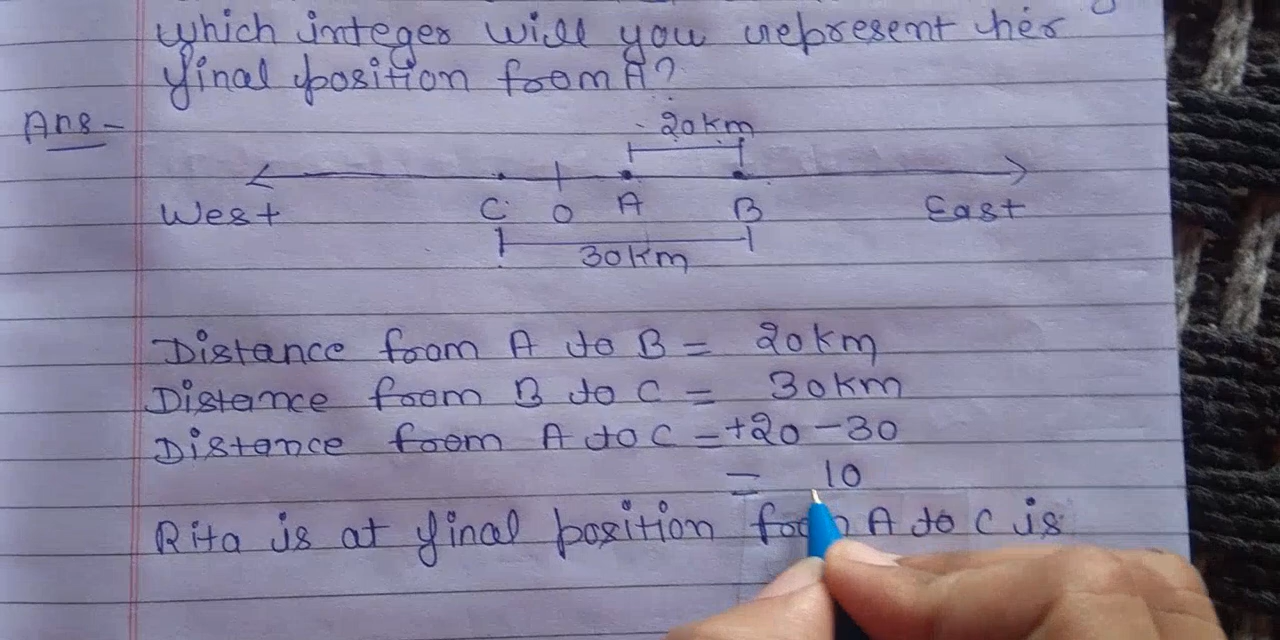 which integer will you represent her
final position from A?
Ans-
20km
West C O A B East
30km
Distance from A to B = 20km
Distance from B to C = 30km
Distance from A to C = +20-30
= 10
Rita is at final position from A to C is